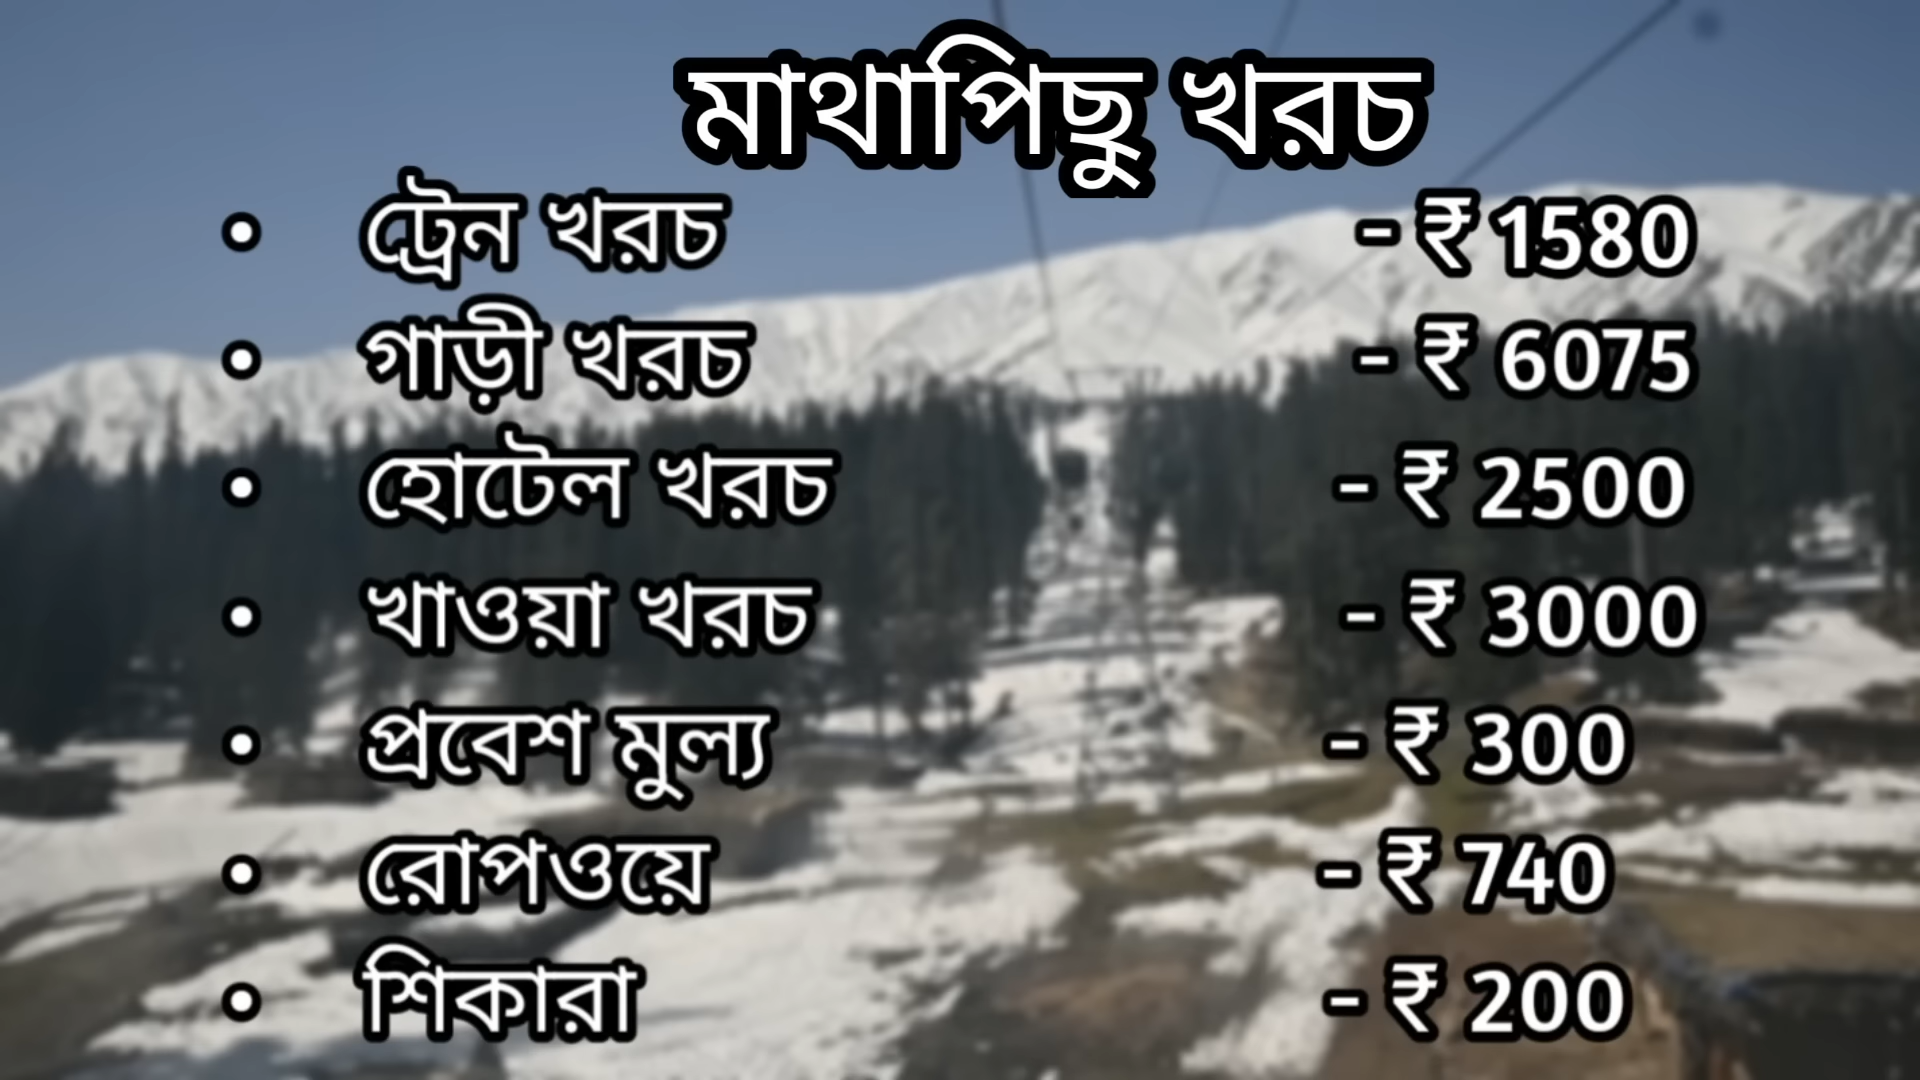 মাথাপিছু খরচ
• ট্রেন খরচ - ₹ 1580
• গাড়ী খরচ - ₹ 6075
• হোটেল খরচ - ₹ 2500
• খাওয়া খরচ - ₹ 3000
• প্রবেশ মুল্য - ₹ 300
• রোপওয়ে - ₹ 740
• শিকারা - ₹ 200